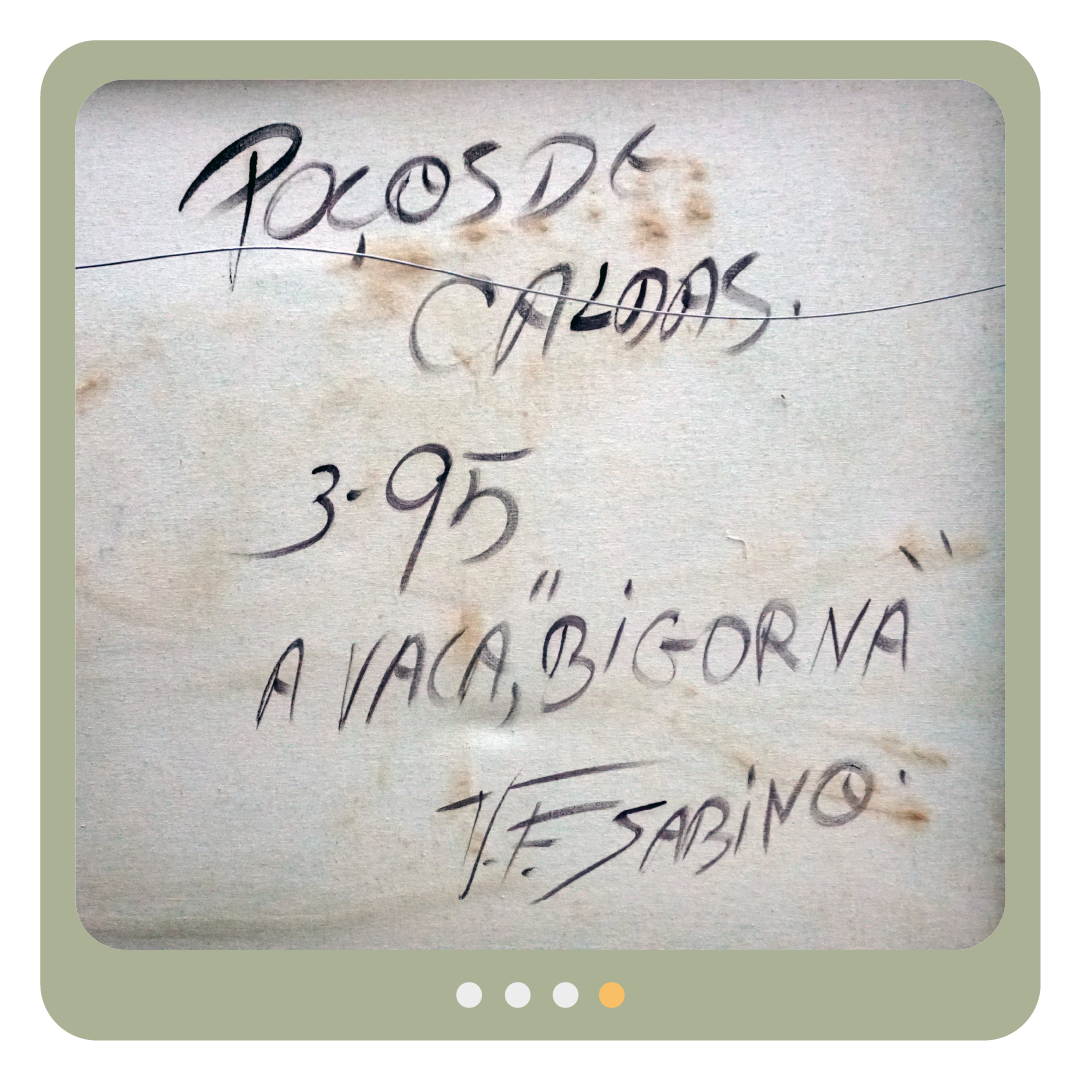 POÇOS DE
CALDAS.
3-95
A VACA, "BIGORNA"
T.F. SABINO.